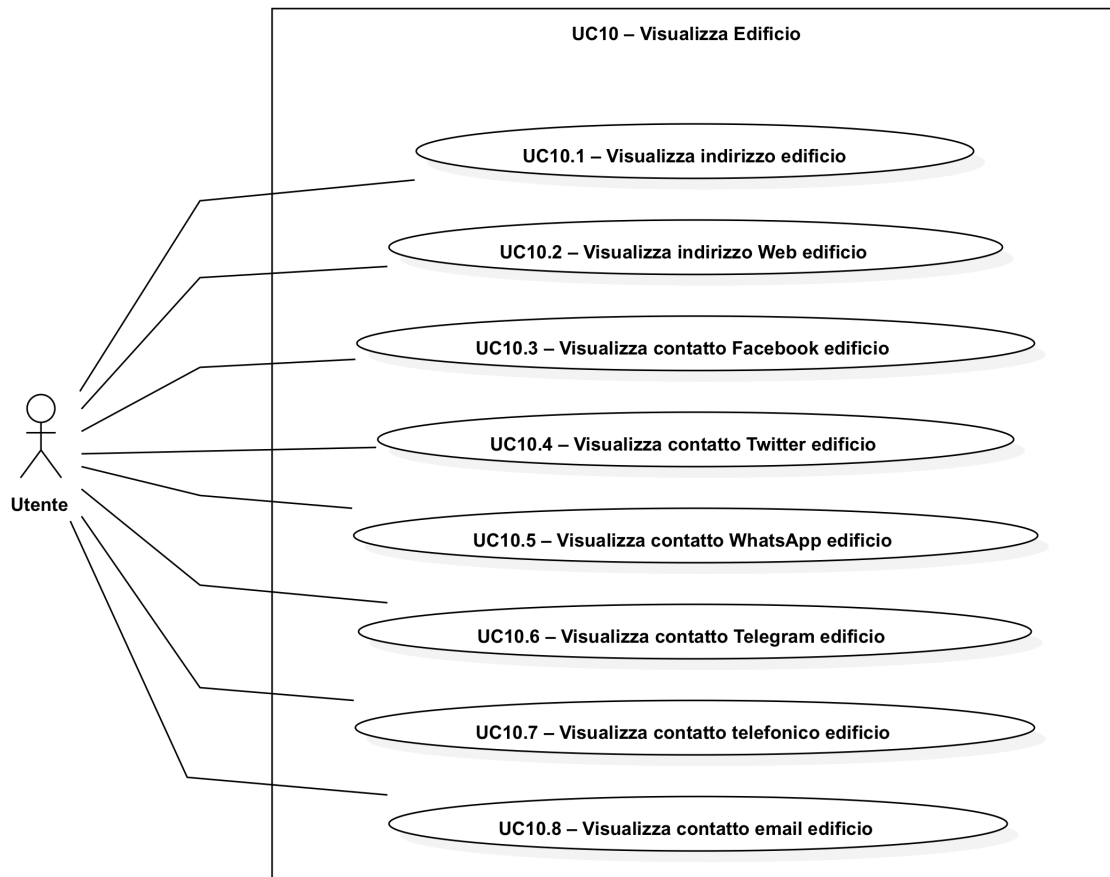 UC10 – Visualizza Edificio
UC10.1 – Visualizza indirizzo edificio
UC10.2 – Visualizza indirizzo Web edificio
UC10.3 – Visualizza contatto Facebook edificio
UC10.4 – Visualizza contatto Twitter edificio
Utente
UC10.5 – Visualizza contatto WhatsApp edificio
UC10.6 – Visualizza contatto Telegram edificio
UC10.7 – Visualizza contatto telefonico edificio
UC10.8 – Visualizza contatto email edificio